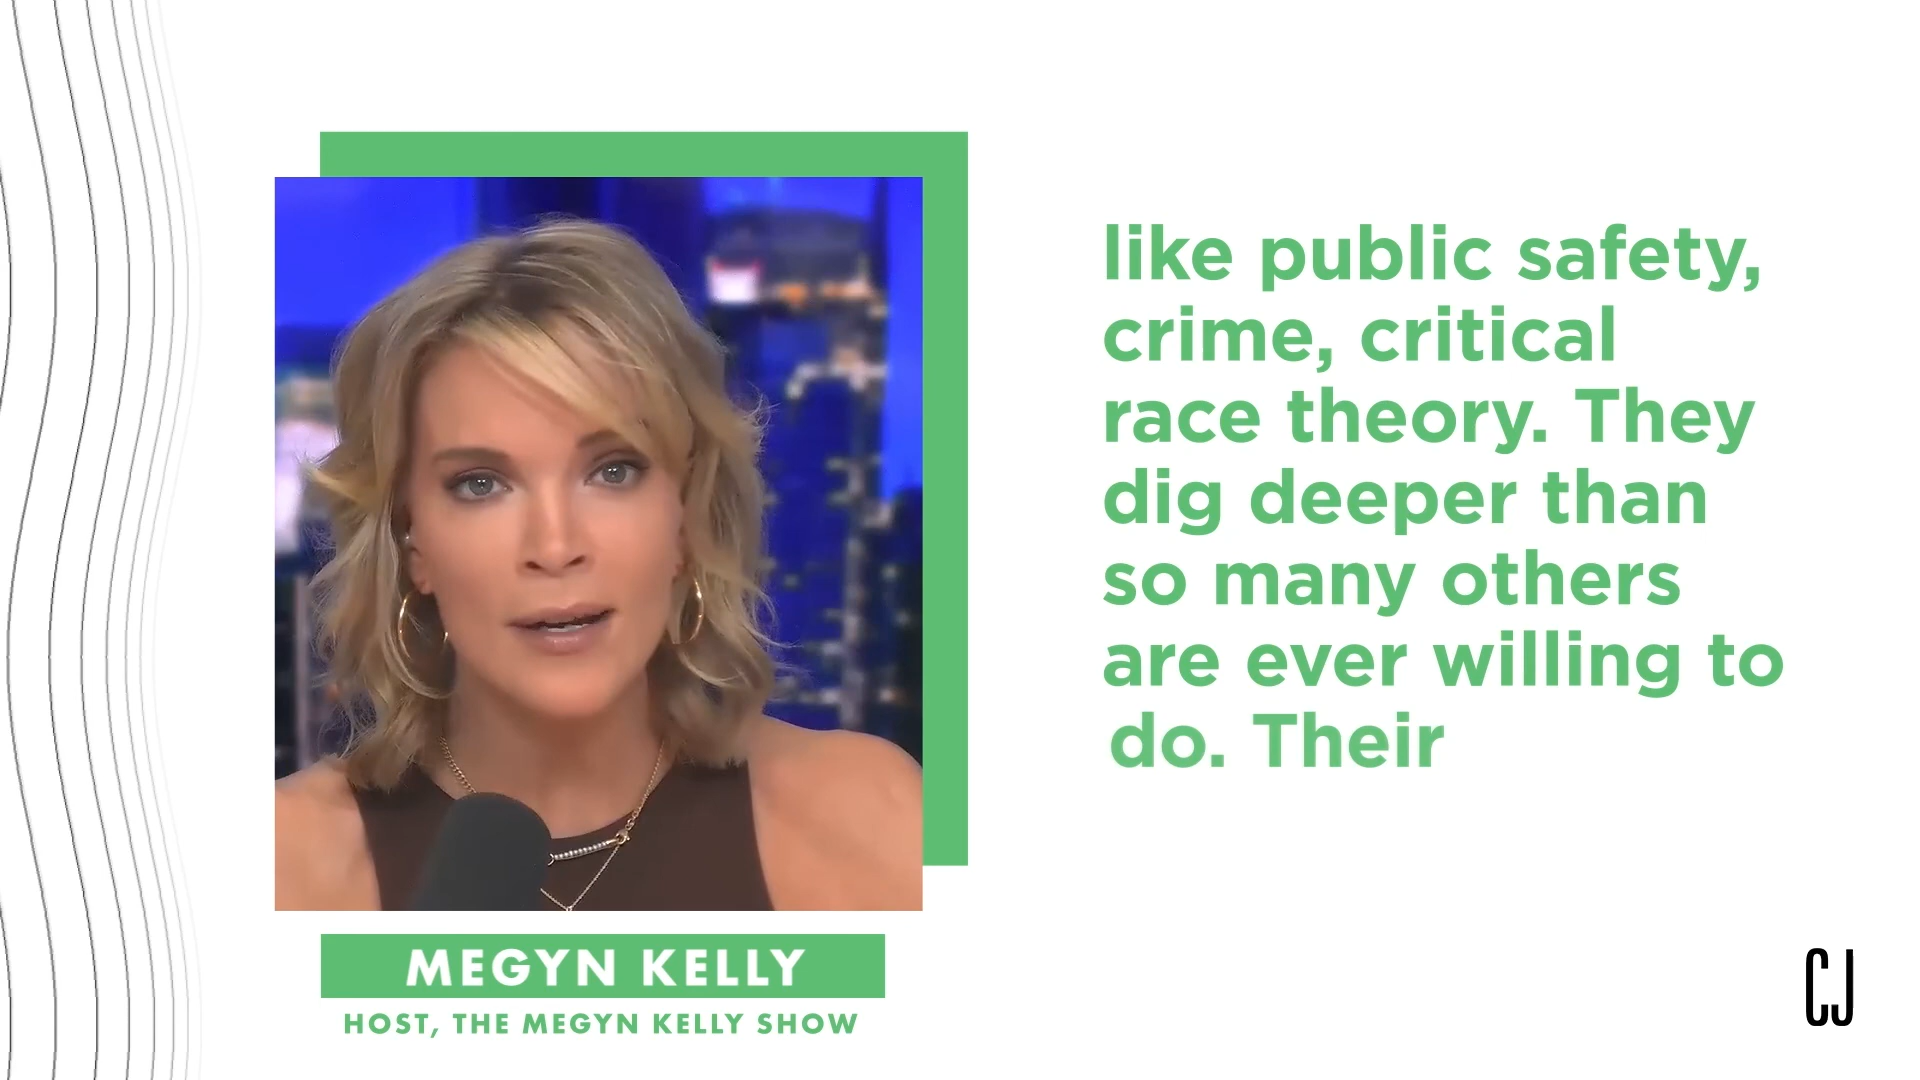 like public safety,
crime, critical
race theory. They
dig deeper than
so many others
are ever willing to
do. Their
MEGYN KELLY
HOST, THE MEGYN KELLY SHOW
CJ